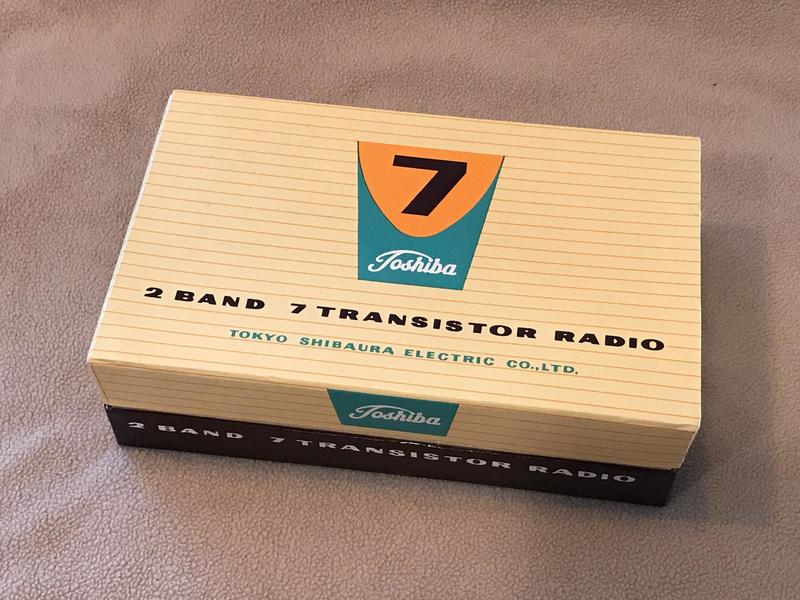 7
Toshiba
2 BAND 7 TRANSISTOR RADIO
TOKYO SHIBAURA ELECTRIC CO.,LTD.
Toshiba
2 BAND 7 TRANSISTOR RADIO